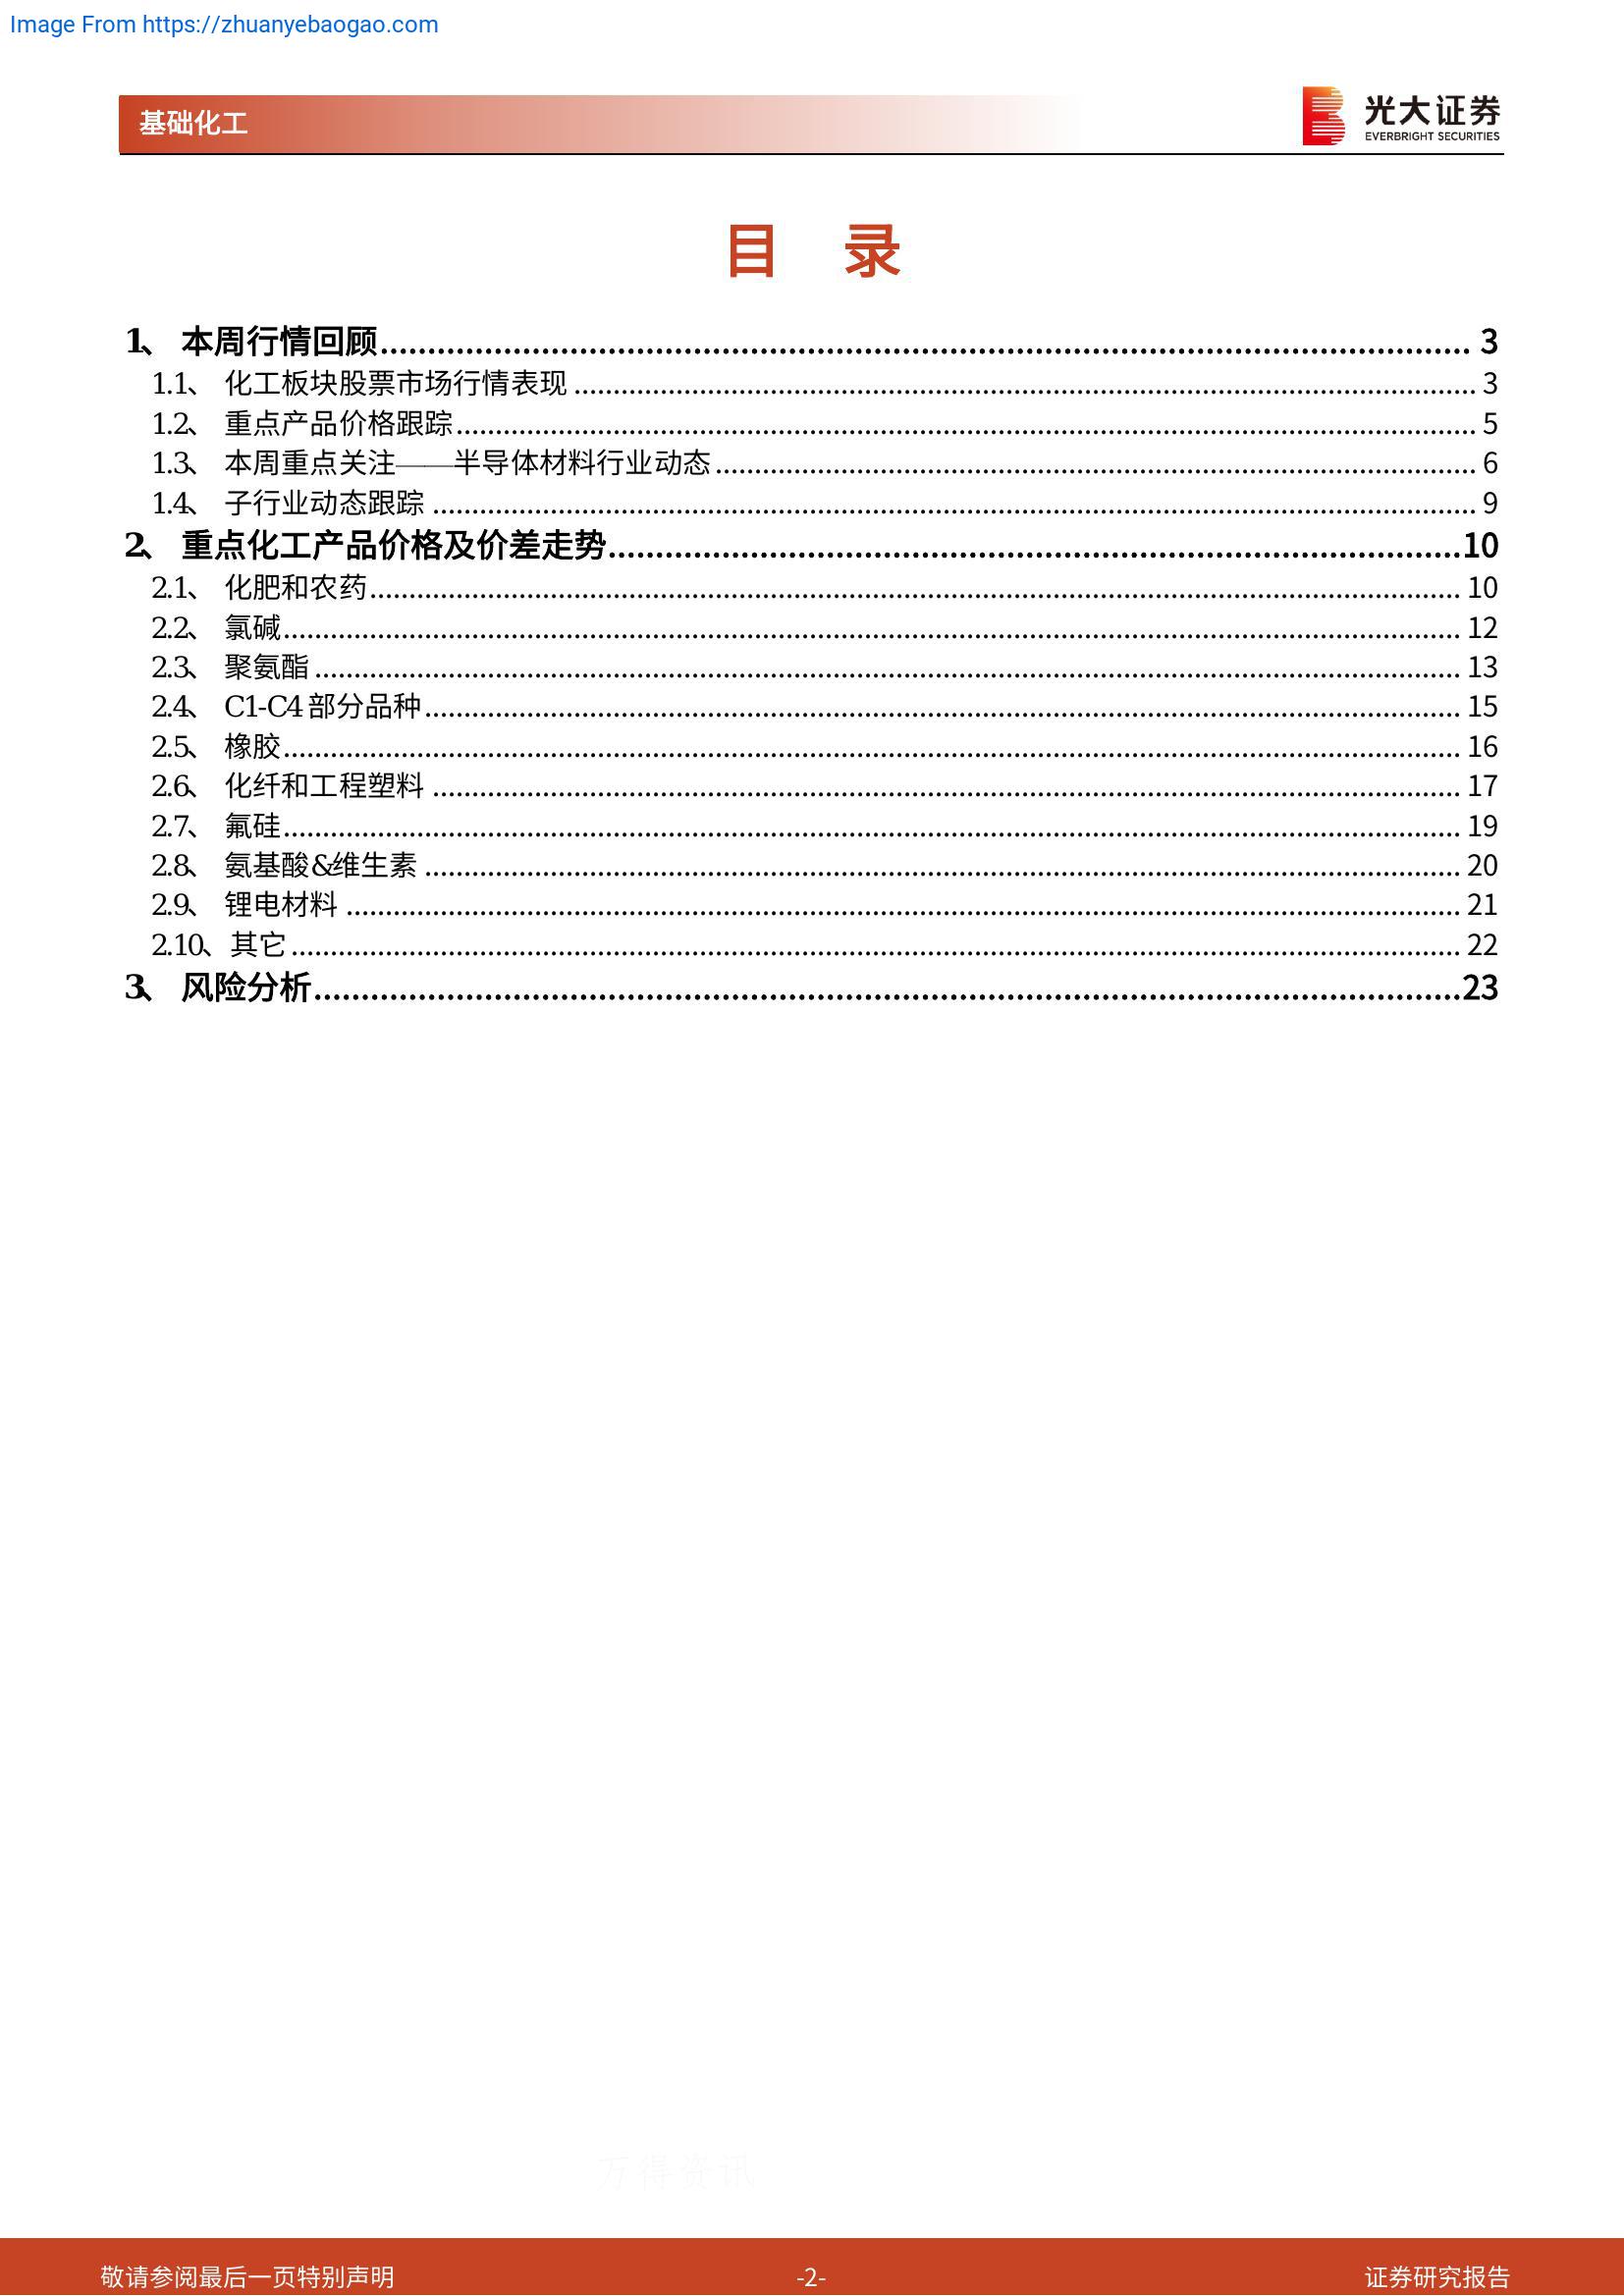 Image From https://zhuanyebaogao.com
基础化工
光大证券
EVERBRIGHT SECURITIES
目 录
1、 本周行情回顾 3
1.1、 化工板块股票市场行情表现 3
1.2、 重点产品价格跟踪 5
1.3、 本周重点关注——半导体材料行业动态 6
1.4、 子行业动态跟踪 9
2、 重点化工产品价格及价差走势 10
2.1、 化肥和农药 10
2.2、 氯碱 12
2.3、 聚氨酯 13
2.4、 C1-C4 部分品种 15
2.5、 橡胶 16
2.6、 化纤和工程塑料 17
2.7、 氟硅 19
2.8、 氨基酸&维生素 20
2.9、 锂电材料 21
2.10、其它 22
3、 风险分析 23
万得资讯
敬请参阅最后一页特别声明 -2- 证券研究报告